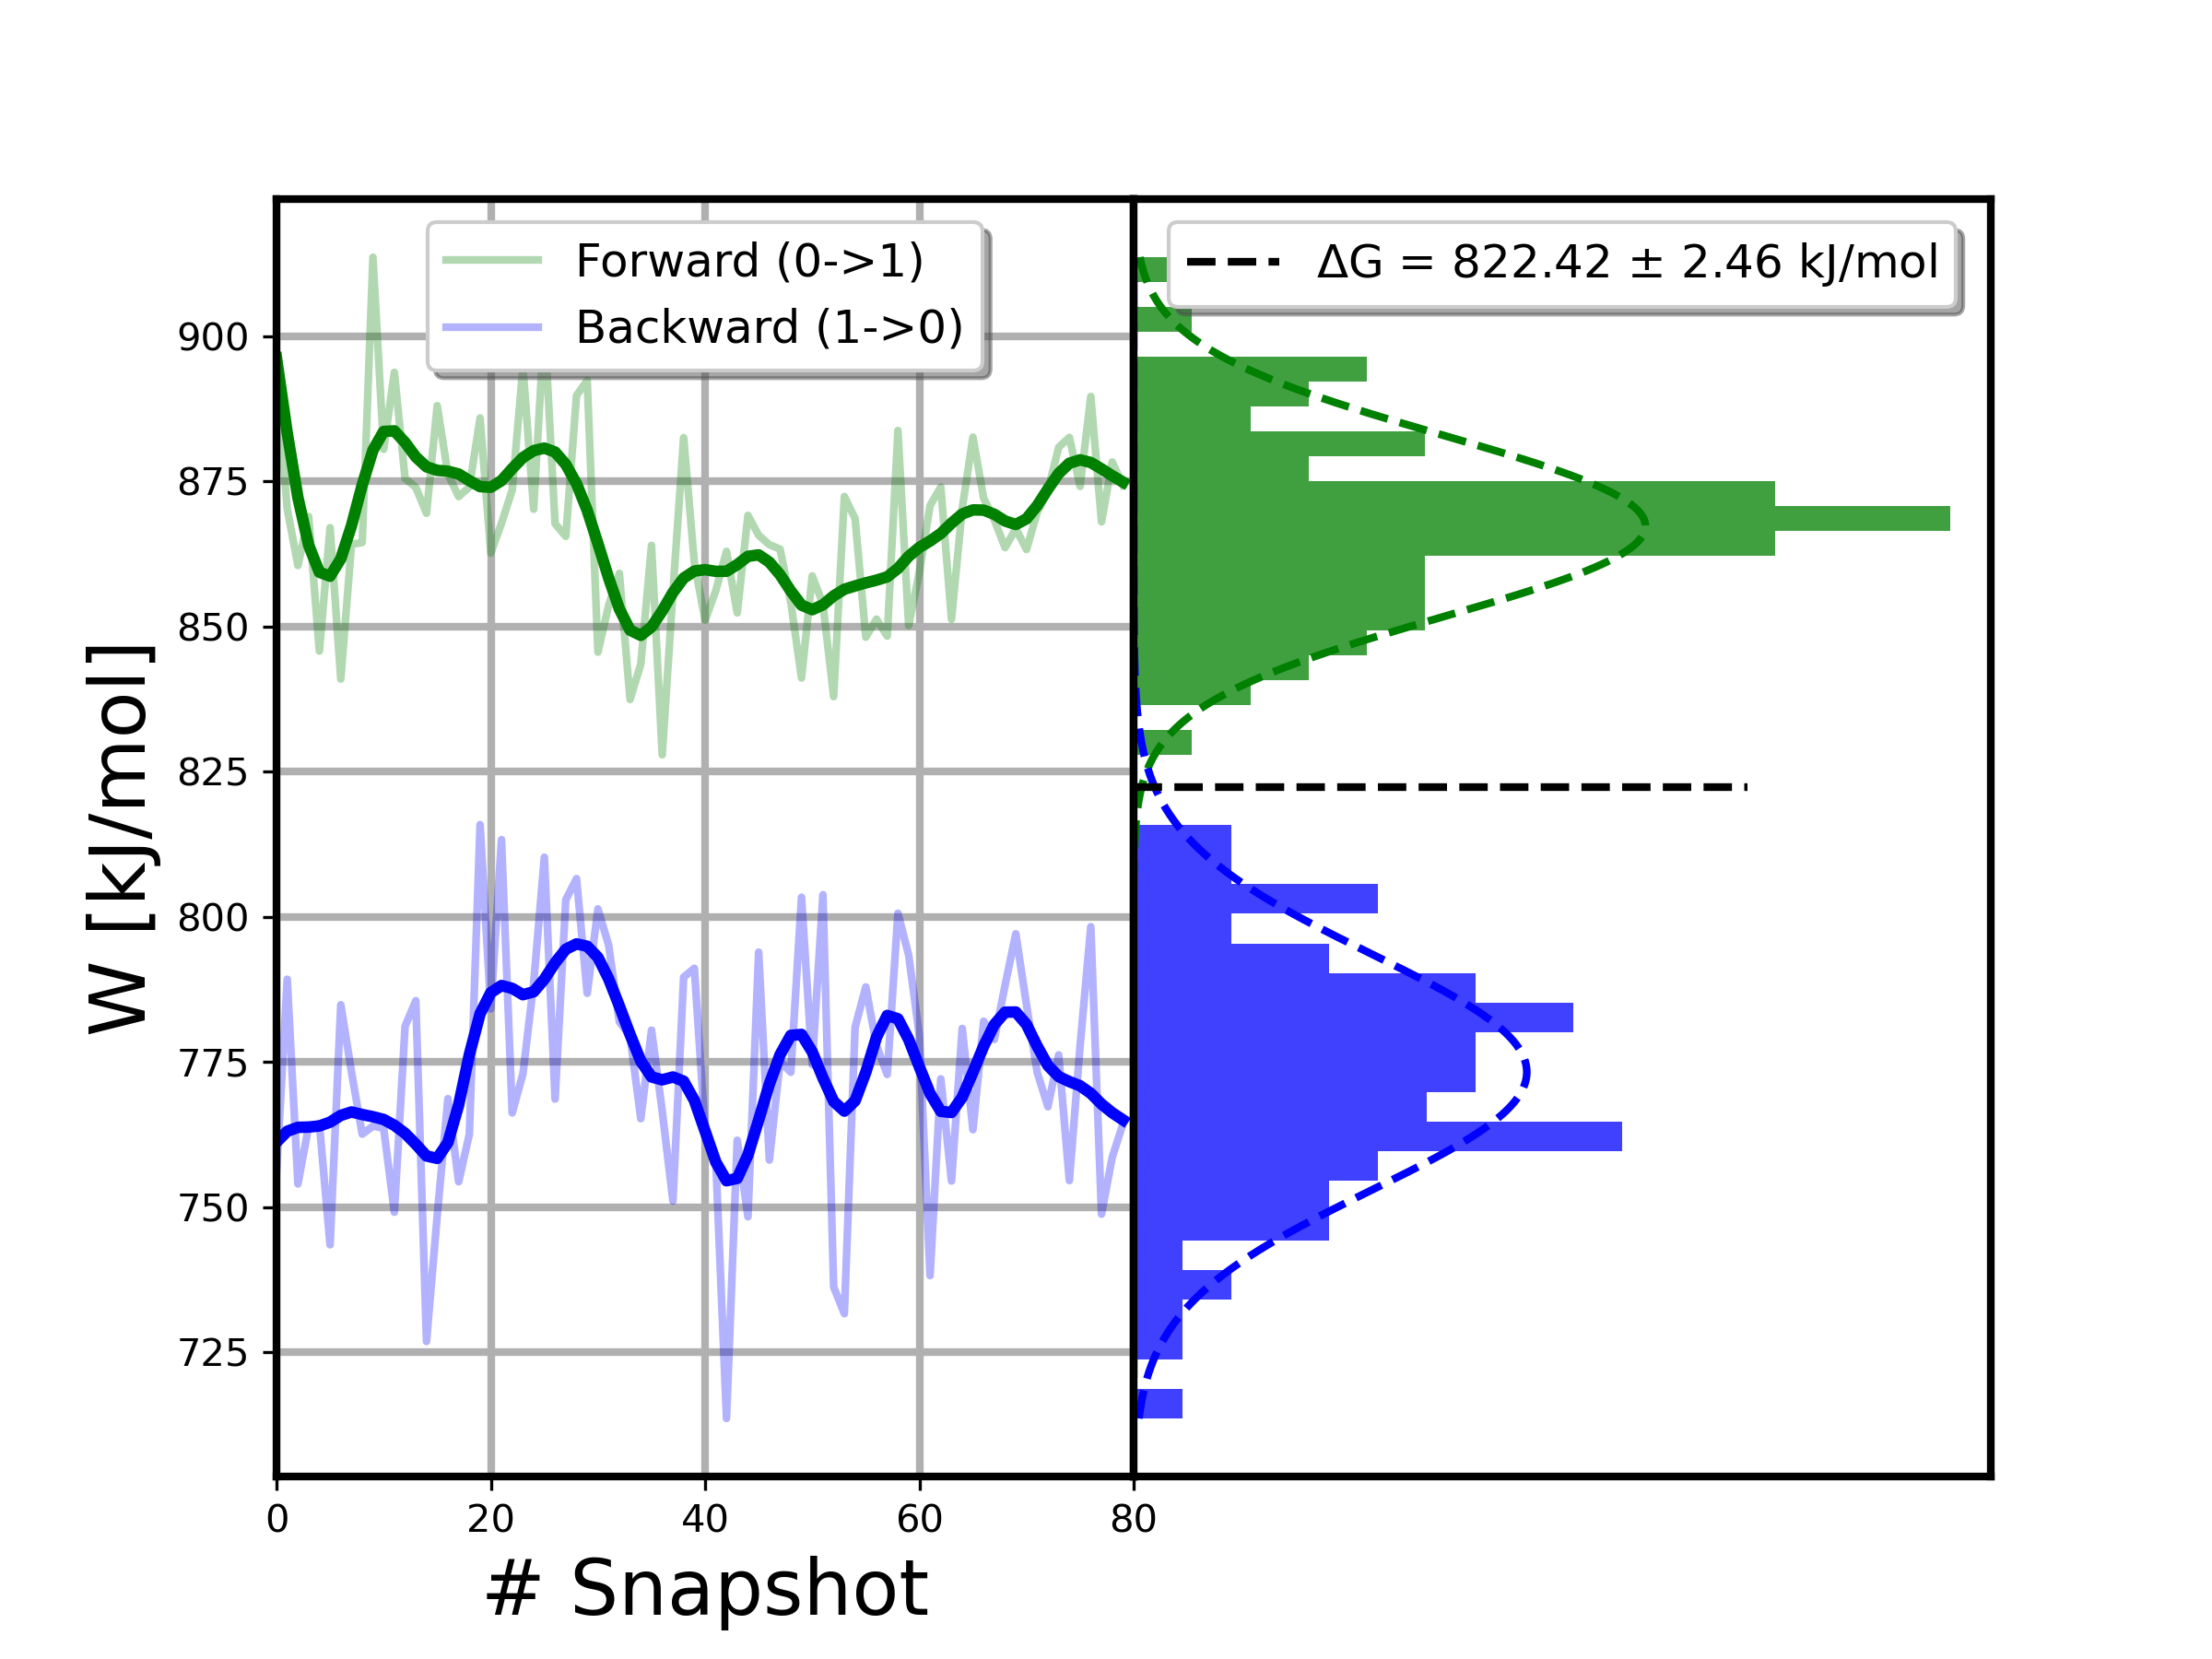 Forward (0->1)
Backward (1->0)
ΔG = 822.42 ± 2.46 kJ/mol
W [kJ/mol]
900
875
850
825
800
775
750
725
0 20 40 60 80
# Snapshot